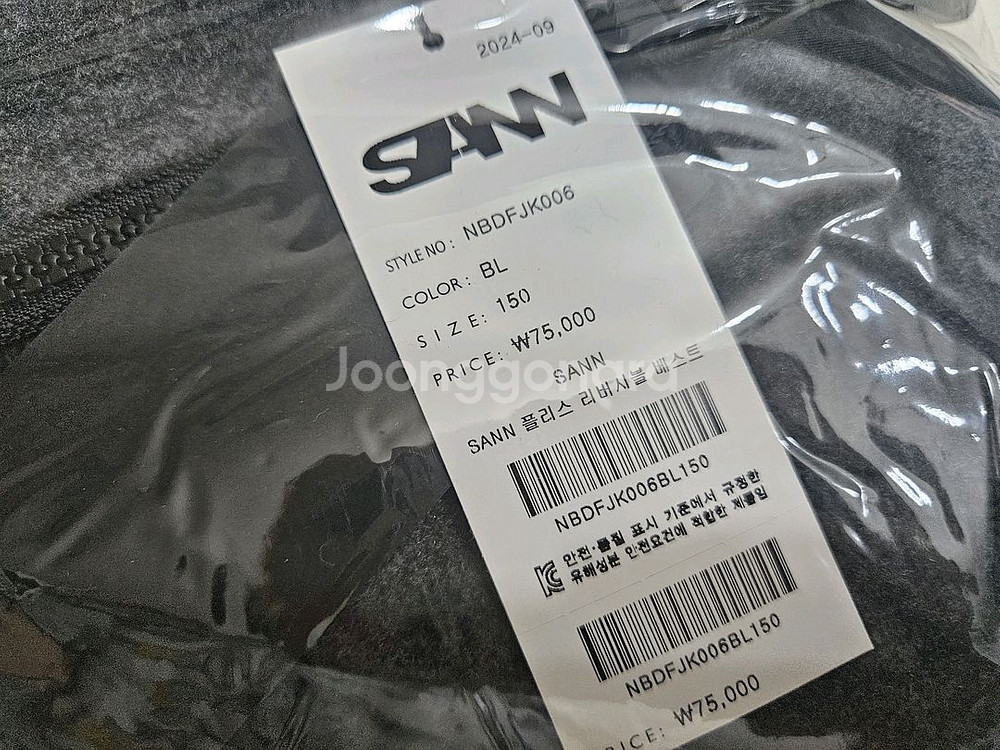 2024-09
SANN
STYLE NO : NBDFJK006
COLOR : BL
SIZE: 150
PRICE: ₩75,000
SANN
SANN 플리스 리버시블 베스트
Joonggonara
NBDFJK006BL150
안전·품질 표시 기준에서 규정한
유해성분 안전요건에 적합한 제품임
NBDFJK006BL150
PRICE: ₩75,000